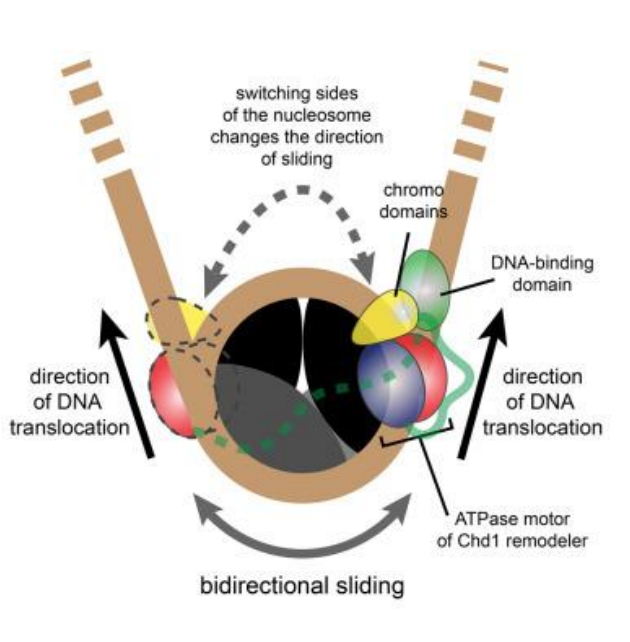 switching sides
of the nucleosome
changes the direction
of sliding
chromo
domains
DNA-binding
domain
direction
of DNA
translocation
direction
of DNA
translocation
ATPase motor
of Chd1 remodeler
bidirectional sliding